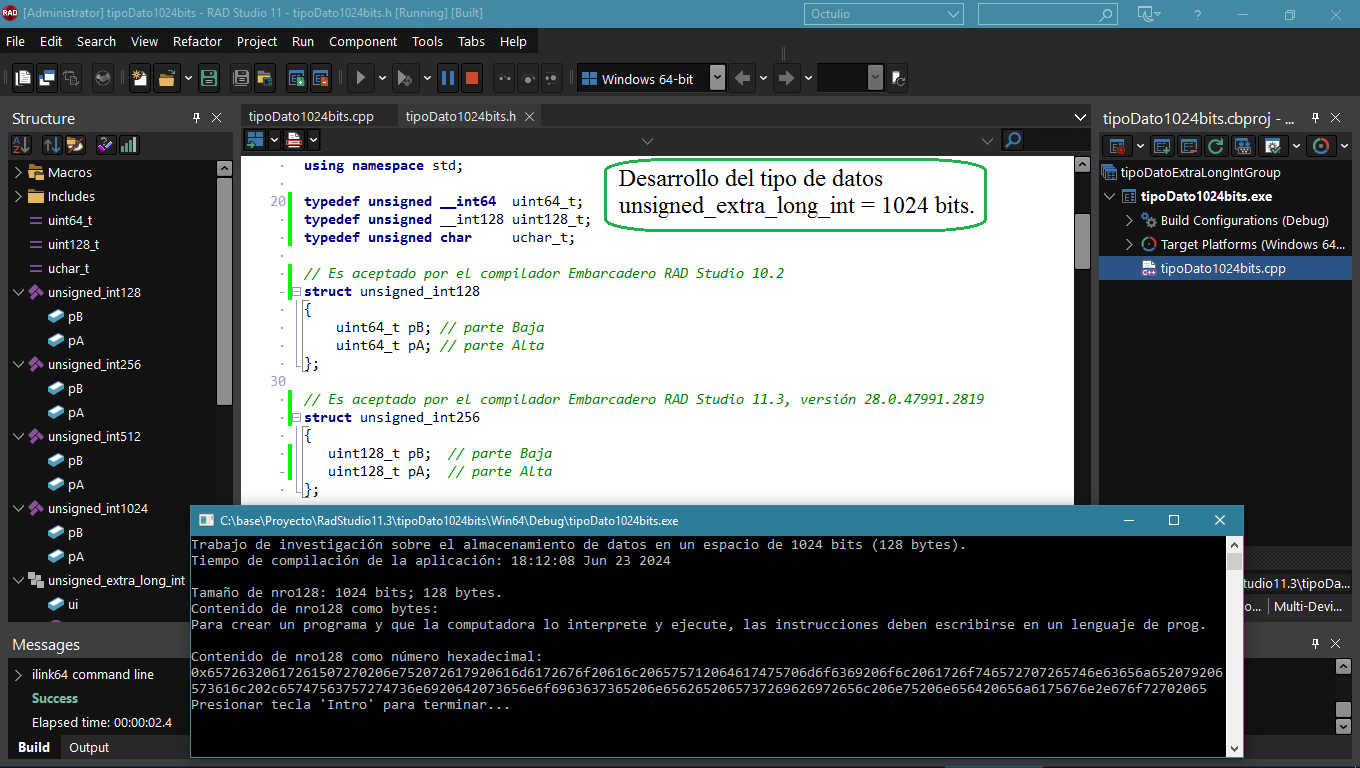 [Administrator] tipoDato1024bits - RAD Studio 11 - tipoDato1024bits.h [Running] [Built]
Octulio
File Edit Search View Refactor Project Run Component Tools Tabs Help
Windows 64-bit
Structure
Macros
Includes
uint64_t
uint128_t
uchar_t
unsigned_int128
pB
pA
unsigned_int256
pB
pA
unsigned_int512
pB
pA
unsigned_int1024
pB
pA
unsigned_extra_long_int
ui
tipoDato1024bits.cpp tipoDato1024bits.h
using namespace std;
20 typedef unsigned __int64 uint64_t;
typedef unsigned __int128 uint128_t;
typedef unsigned char uchar_t;
// Es aceptado por el compilador Embarcadero RAD Studio 10.2
struct unsigned_int128
{
uint64_t pB; // parte Baja
uint64_t pA; // parte Alta
};
30
// Es aceptado por el compilador Embarcadero RAD Studio 11.3, versión 28.0.47991.2819
struct unsigned_int256
{
uint128_t pB; // parte Baja
uint128_t pA; // parte Alta
};
Desarrollo del tipo de datos
unsigned_extra_long_int = 1024 bits.
tipoDato1024bits.cbproj - ...
tipoDatoExtraLongIntGroup
tipoDato1024bits.exe
Build Configurations (Debug)
Target Platforms (Windows 64...
tipoDato1024bits.cpp
tudio11.3\tipoDa...
o... Multi-Devi...
Messages
ilink64 command line
Success
Elapsed time: 00:00:02.4
Build Output
C:\base\Proyecto\RadStudio11.3\tipoDato1024bits\Win64\Debug\tipoDato1024bits.exe
Trabajo de investigación sobre el almacenamiento de datos en un espacio de 1024 bits (128 bytes).
Tiempo de compilación de la aplicación: 18:12:08 Jun 23 2024
Tamaño de nro128: 1024 bits; 128 bytes.
Contenido de nro128 como bytes:
Para crear un programa y que la computadora lo interprete y ejecute, las instrucciones deben escribirse en un lenguaje de prog.
Contenido de nro128 como número hexadecimal:
Presionar tecla 'Intro' para terminar...